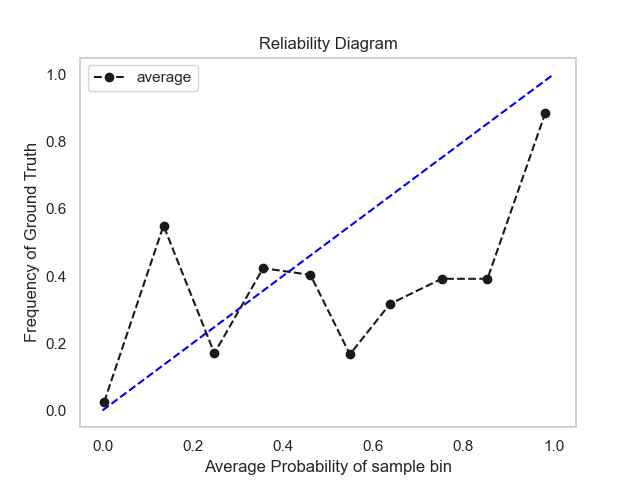 Reliability Diagram
average
1.0
0.8
0.6
0.4
0.2
0.0
Frequency of Ground Truth
0.0 0.2 0.4 0.6 0.8 1.0
Average Probability of sample bin